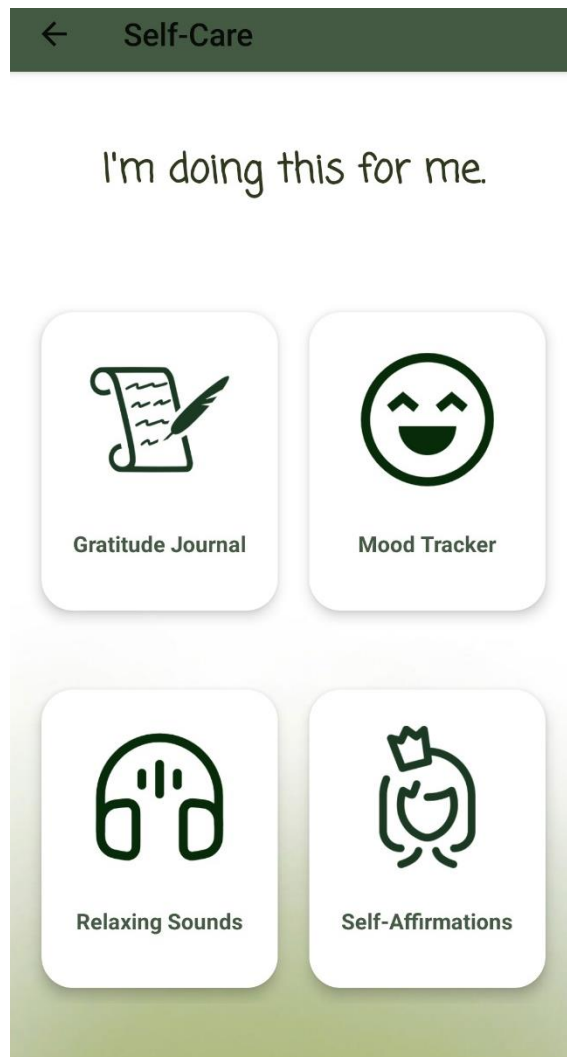 Self-Care
I'm doing this for me.
Gratitude Journal
Mood Tracker
Relaxing Sounds
Self-Affirmations